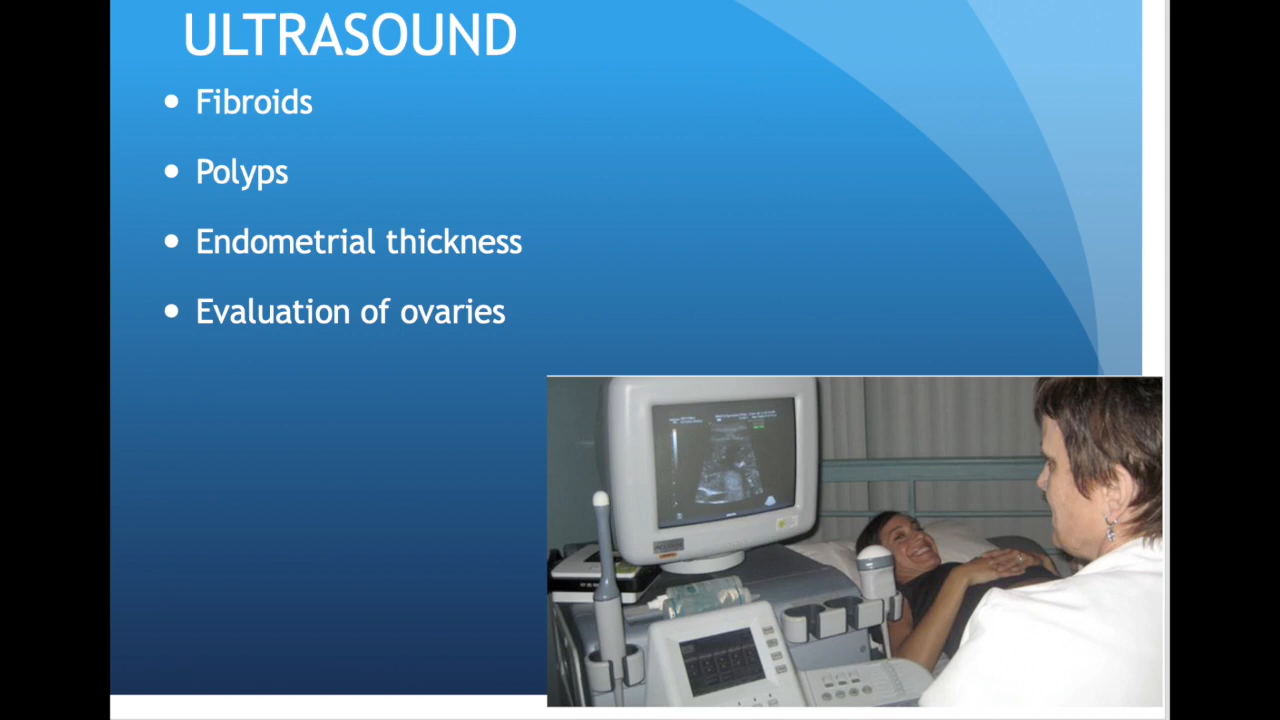 ULTRASOUND
• Fibroids
• Polyps
• Endometrial thickness
• Evaluation of ovaries